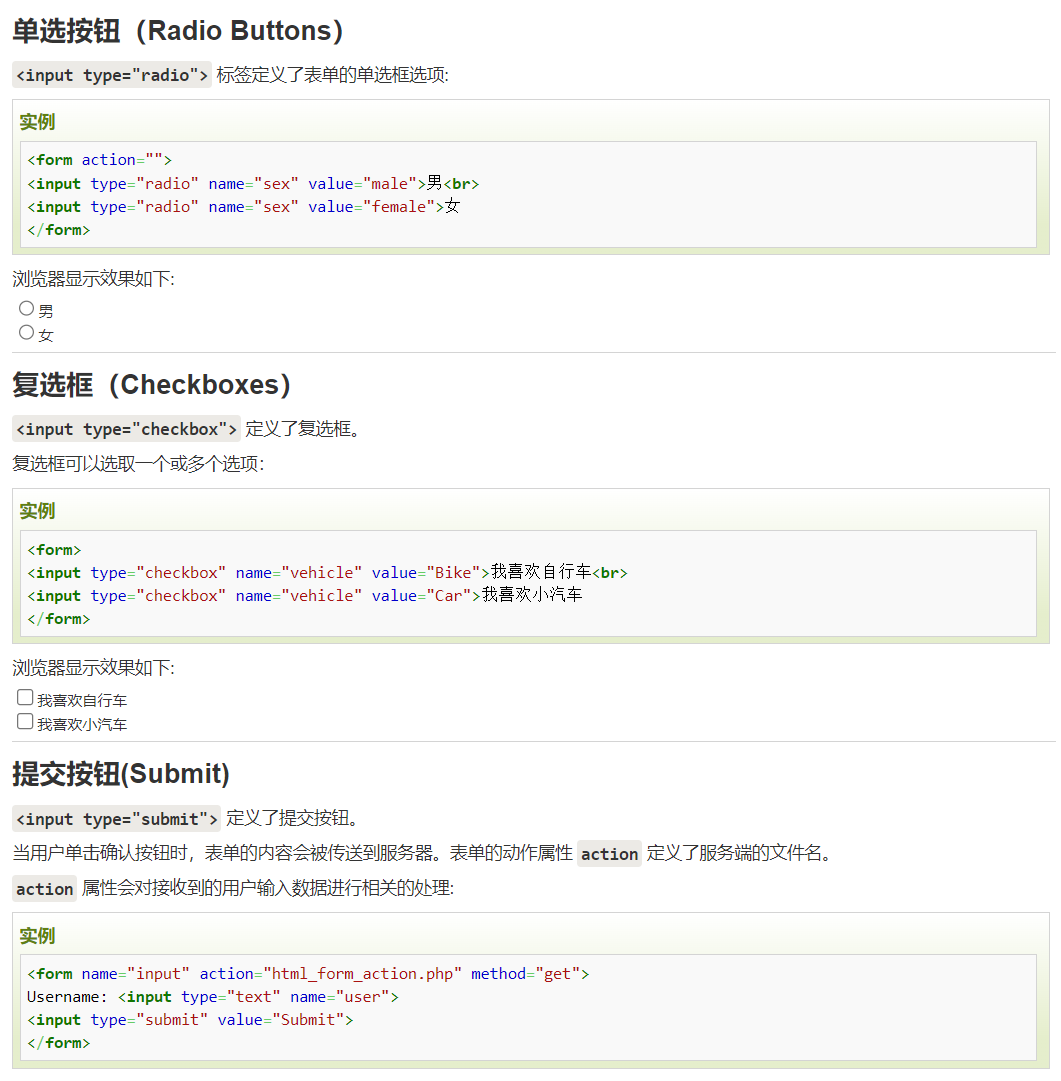 单选按钮（Radio Buttons）
<input type="radio"> 标签定义了表单的单选框选项:
实例
<form action="">
<input type="radio" name="sex" value="male">男<br>
<input type="radio" name="sex" value="female">女
</form>
浏览器显示效果如下:
男
女
复选框（Checkboxes）
<input type="checkbox"> 定义了复选框。
复选框可以选取一个或多个选项：
实例
<form>
<input type="checkbox" name="vehicle" value="Bike">我喜欢自行车<br>
<input type="checkbox" name="vehicle" value="Car">我喜欢小汽车
</form>
浏览器显示效果如下:
我喜欢自行车
我喜欢小汽车
提交按钮(Submit)
<input type="submit"> 定义了提交按钮。
当用户单击确认按钮时，表单的内容会被传送到服务器。表单的动作属性 action 定义了服务端的文件名。
action 属性会对接收到的用户输入数据进行相关的处理:
实例
<form name="input" action="html_form_action.php" method="get">
Username: <input type="text" name="user">
<input type="submit" value="Submit">
</form>